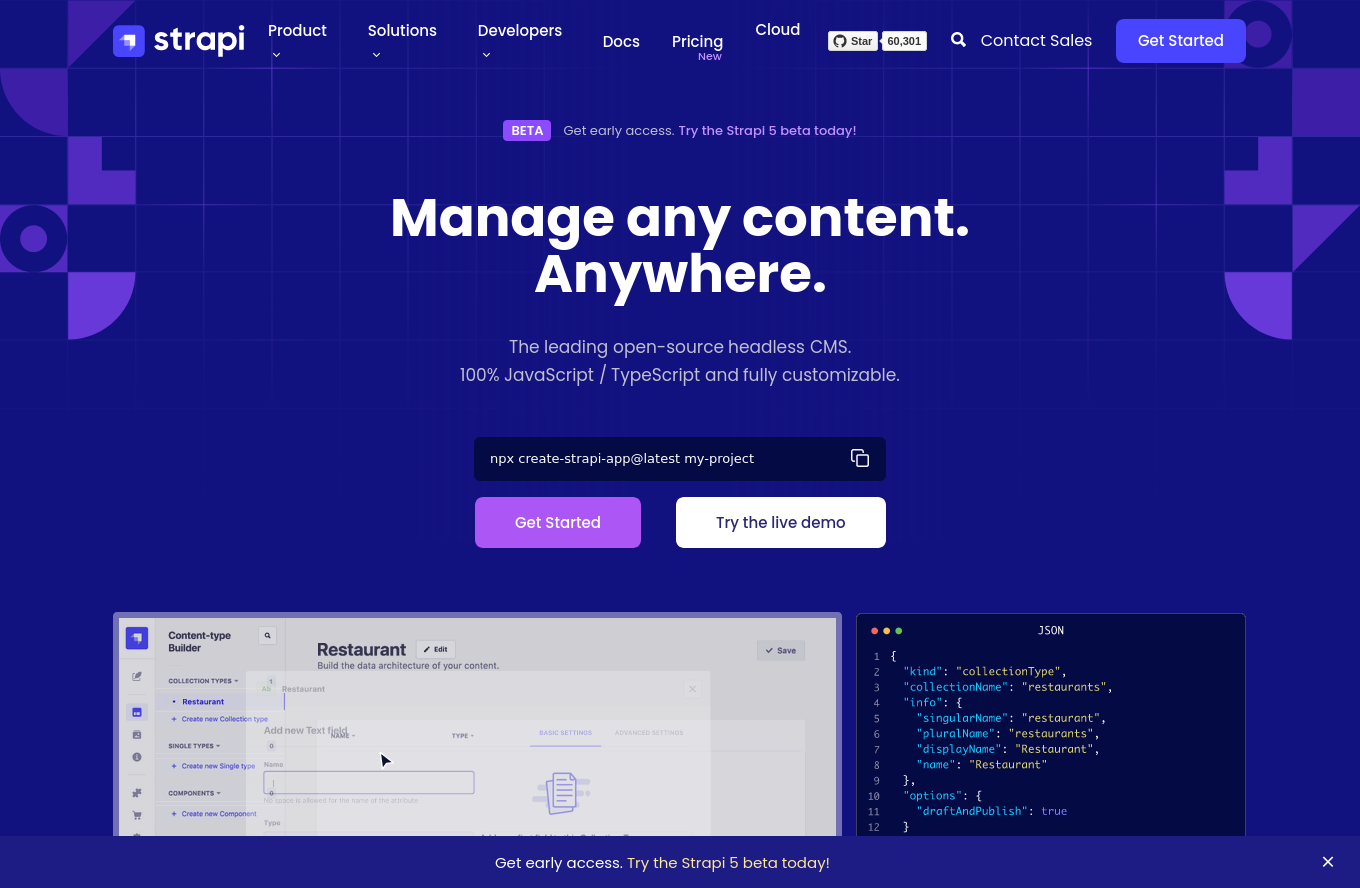 strapi
Product
Solutions
Developers
Docs
Pricing
New
Cloud
Star
60,301
Contact Sales
Get Started
BETA
Get early access. Try the Strapi 5 beta today!
Manage any content.
Anywhere.
The leading open-source headless CMS.
100% JavaScript / TypeScript and fully customizable.
npx create-strapi-app@latest my-project
Get Started
Try the live demo
Content-type
Builder
COLLECTION TYPES
1
Restaurant
Create new Collection type
SINGLE TYPES
0
Create new Single type
COMPONENTS
0
Create new Component
Restaurant
Edit
Save
Build the data architecture of your content.
Ab
Restaurant
Add new Text field
NAME
TYPE
BASIC SETTINGS
ADVANCED SETTINGS
Name
No space is allowed for the name of the attribute
Type
JSON
1 {
2 "kind": "collectionType",
3 "collectionName": "restaurants",
4 "info": {
5 "singularName": "restaurant",
6 "pluralName": "restaurants",
7 "displayName": "Restaurant",
8 "name": "Restaurant"
9 },
10 "options": {
11 "draftAndPublish": true
12 }
Get early access. Try the Strapi 5 beta today!